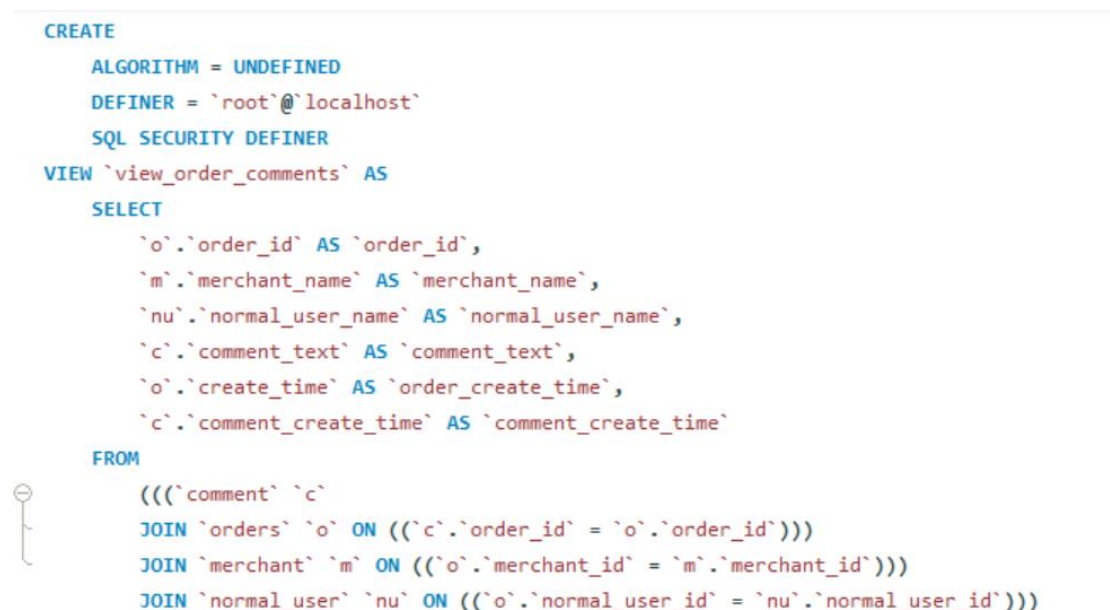 CREATE
ALGORITHM = UNDEFINED
DEFINER = `root`@`localhost`
SQL SECURITY DEFINER
VIEW `view_order_comments` AS
SELECT
`o`.`order_id` AS `order_id`,
`m`.`merchant_name` AS `merchant_name`,
`nu`.`normal_user_name` AS `normal_user_name`,
`c`.`comment_text` AS `comment_text`,
`o`.`create_time` AS `order_create_time`,
`c`.`comment_create_time` AS `comment_create_time`
FROM
(((`comment` `c`
JOIN `orders` `o` ON ((`c`.`order_id` = `o`.`order_id`)))
JOIN `merchant` `m` ON ((`o`.`merchant_id` = `m`.`merchant_id`)))
JOIN `normal_user` `nu` ON ((`o`.`normal_user_id` = `nu`.`normal_user_id`)))